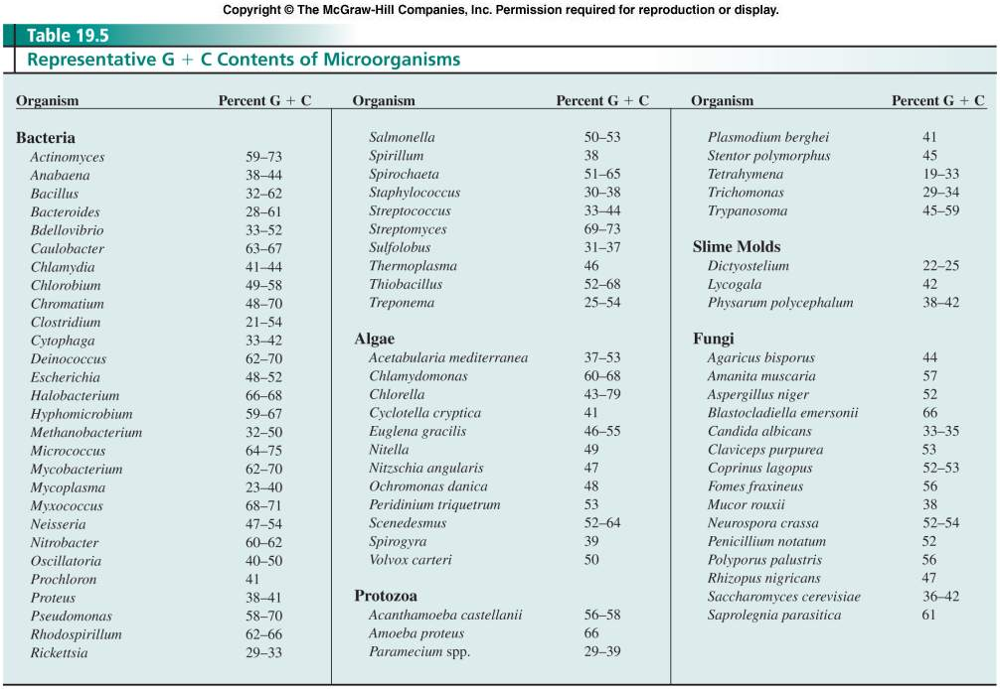 Copyright © The McGraw-Hill Companies, Inc. Permission required for reproduction or display.
Table 19.5
Representative G + C Contents of Microorganisms
Organism Percent G + C
Bacteria
Actinomyces 59–73
Anabaena 38–44
Bacillus 32–62
Bacteroides 28–61
Bdellovibrio 33–52
Caulobacter 63–67
Chlamydia 41–44
Chlorobium 49–58
Chromatium 48–70
Clostridium 21–54
Cytophaga 33–42
Deinococcus 62–70
Escherichia 48–52
Halobacterium 66–68
Hyphomicrobium 59–67
Methanobacterium 32–50
Micrococcus 64–75
Mycobacterium 62–70
Mycoplasma 23–40
Myxococcus 68–71
Neisseria 47–54
Nitrobacter 60–62
Oscillatoria 40–50
Prochloron 41
Proteus 38–41
Pseudomonas 58–70
Rhodospirillum 62–66
Rickettsia 29–33
Organism Percent G + C
Salmonella 50–53
Spirillum 38
Spirochaeta 51–65
Staphylococcus 30–38
Streptococcus 33–44
Streptomyces 69–73
Sulfolobus 31–37
Thermoplasma 46
Thiobacillus 52–68
Treponema 25–54
Algae
Acetabularia mediterranea 37–53
Chlamydomonas 60–68
Chlorella 43–79
Cyclotella cryptica 41
Euglena gracilis 46–55
Nitella 49
Nitzschia angularis 47
Ochromonas danica 48
Peridinium triquetrum 53
Scenedesmus 52–64
Spirogyra 39
Volvox carteri 50
Protozoa
Acanthamoeba castellanii 56–58
Amoeba proteus 66
Paramecium spp. 29–39
Organism Percent G + C
Plasmodium berghei 41
Stentor polymorphus 45
Tetrahymena 19–33
Trichomonas 29–34
Trypanosoma 45–59
Slime Molds
Dictyostelium 22–25
Lycogala 42
Physarum polycephalum 38–42
Fungi
Agaricus bisporus 44
Amanita muscaria 57
Aspergillus niger 52
Blastocladiella emersonii 66
Candida albicans 33–35
Claviceps purpurea 53
Coprinus lagopus 52–53
Fomes fraxineus 56
Mucor rouxii 38
Neurospora crassa 52–54
Penicillium notatum 52
Polyporus palustris 56
Rhizopus nigricans 47
Saccharomyces cerevisiae 36–42
Saprolegnia parasitica 61